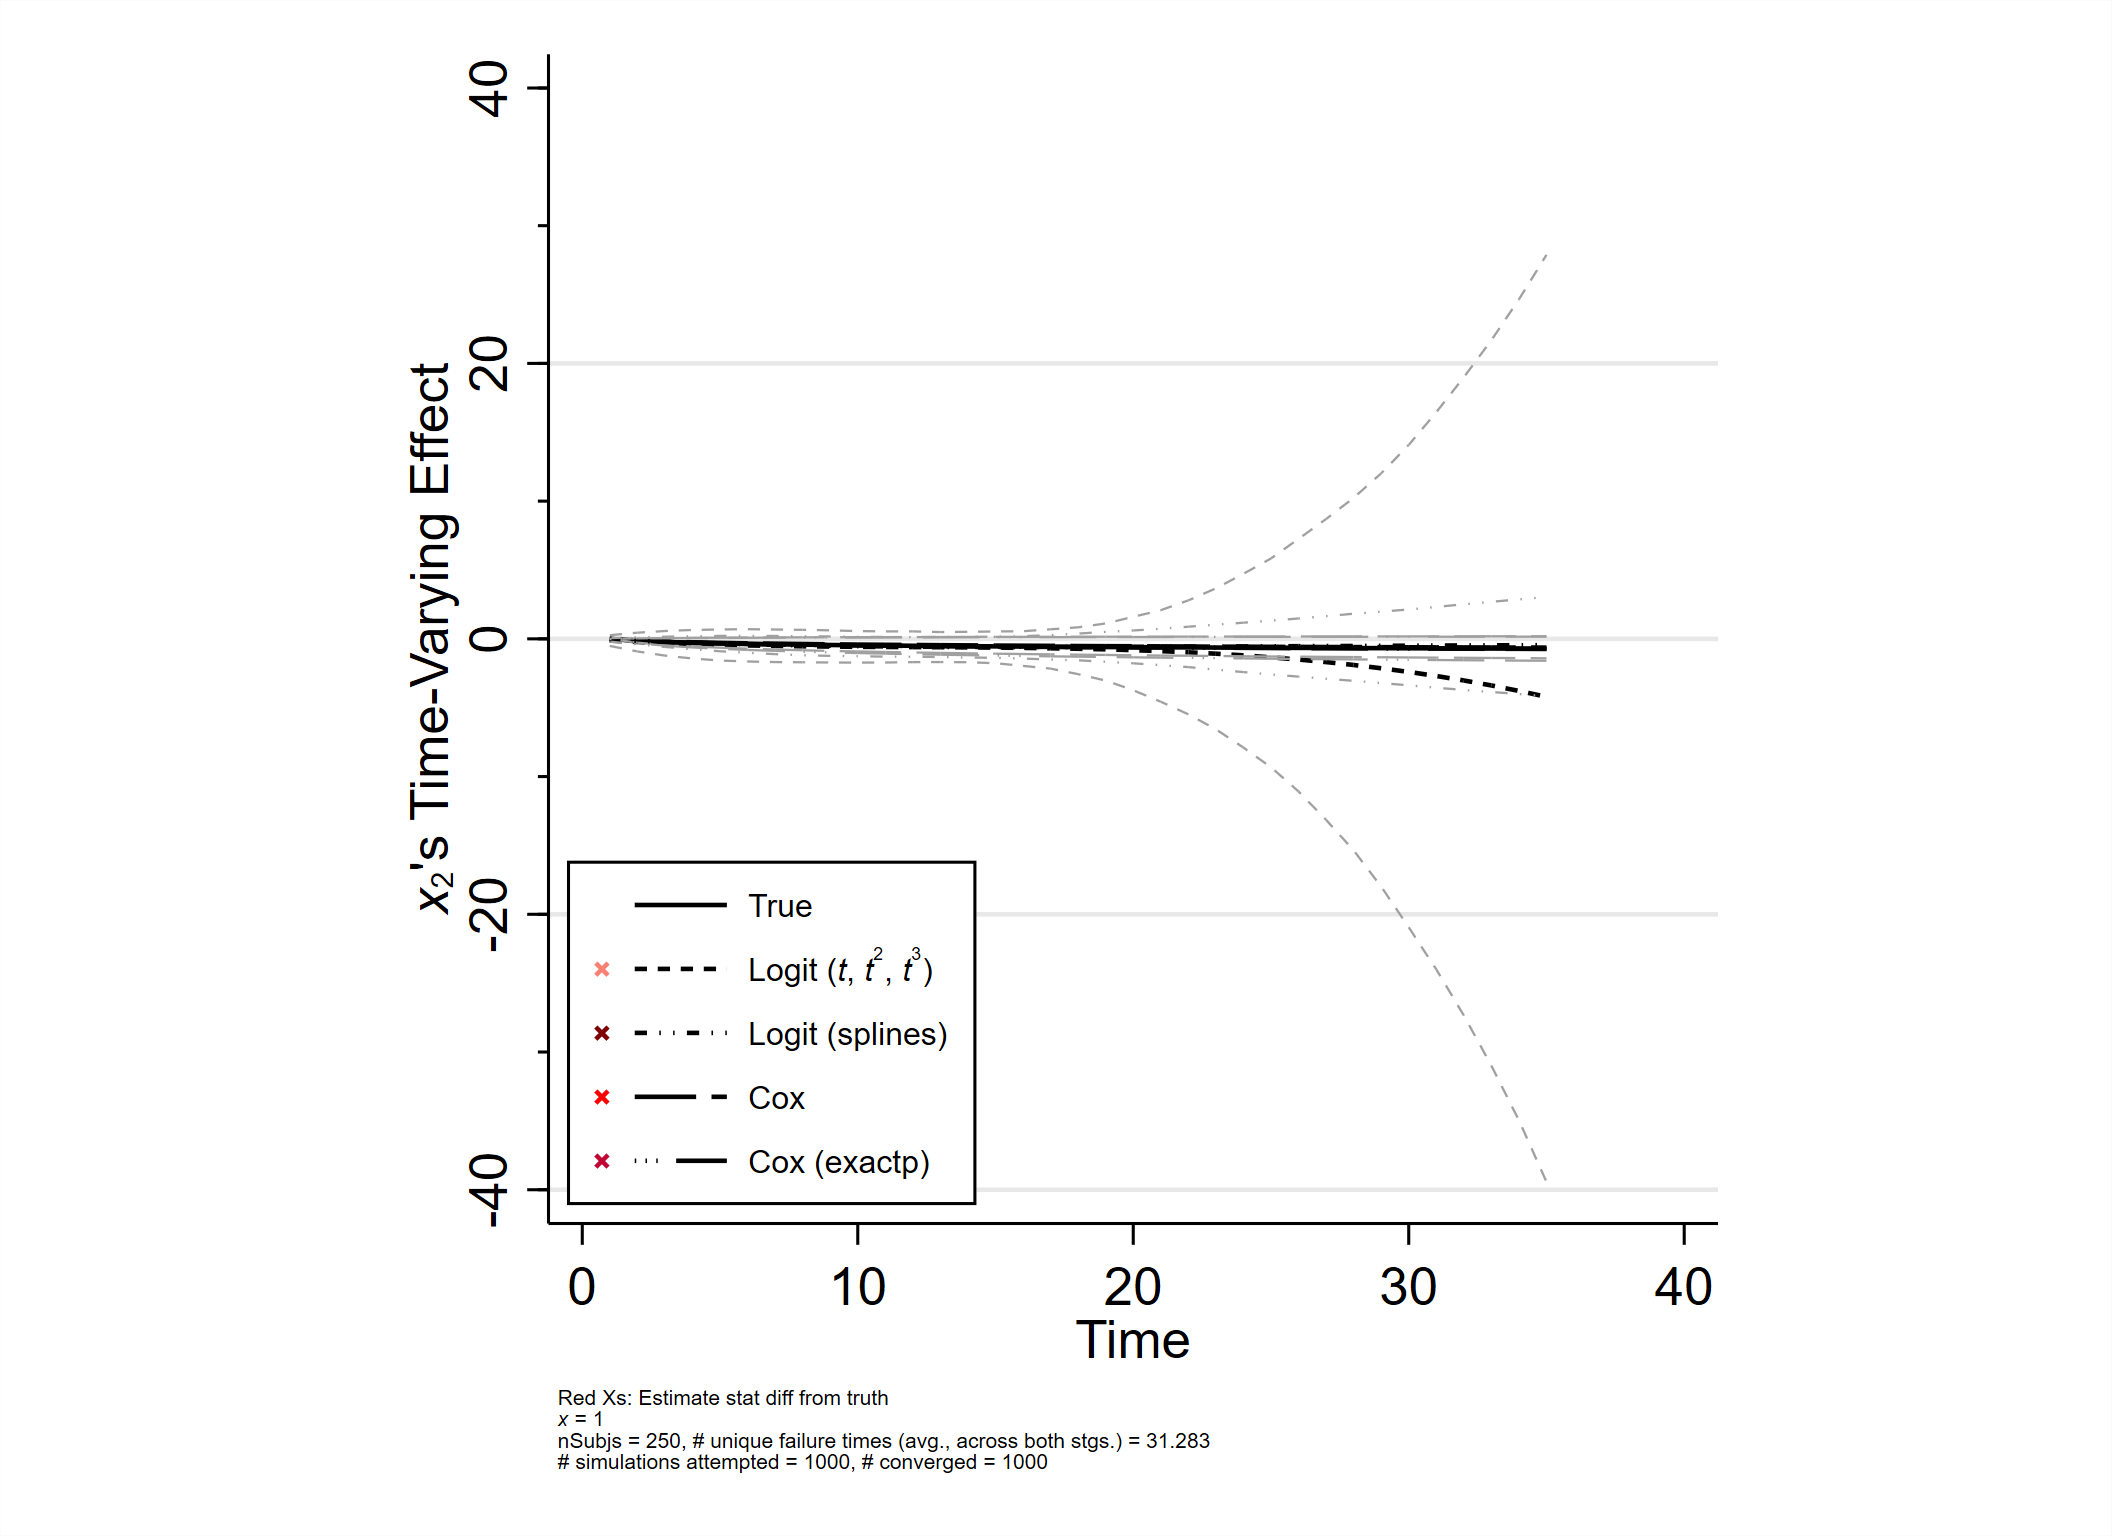 40
20
0
-20
-40
x₂'s Time-Varying Effect
True
Logit (t, t², t³)
Logit (splines)
Cox
Cox (exactp)
0 10 20 30 40
Time
Red Xs: Estimate stat diff from truth
x = 1
nSubjs = 250, # unique failure times (avg., across both stgs.) = 31.283
# simulations attempted = 1000, # converged = 1000